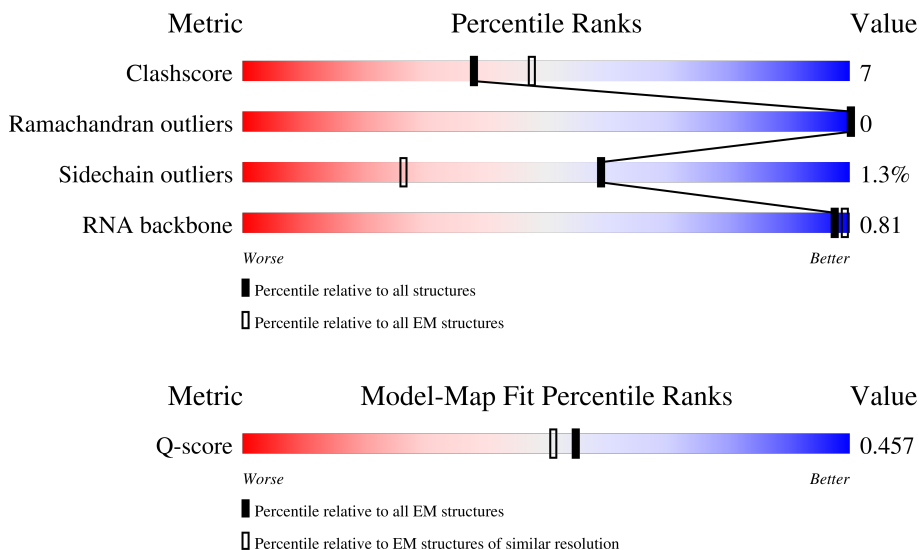 Metric Percentile Ranks Value
Clashscore 7
Ramachandran outliers 0
Sidechain outliers 1.3%
RNA backbone 0.81
Worse Better
Percentile relative to all structures
Percentile relative to all EM structures
Metric Model-Map Fit Percentile Ranks Value
Q-score 0.457
Worse Better
Percentile relative to all EM structures
Percentile relative to EM structures of similar resolution